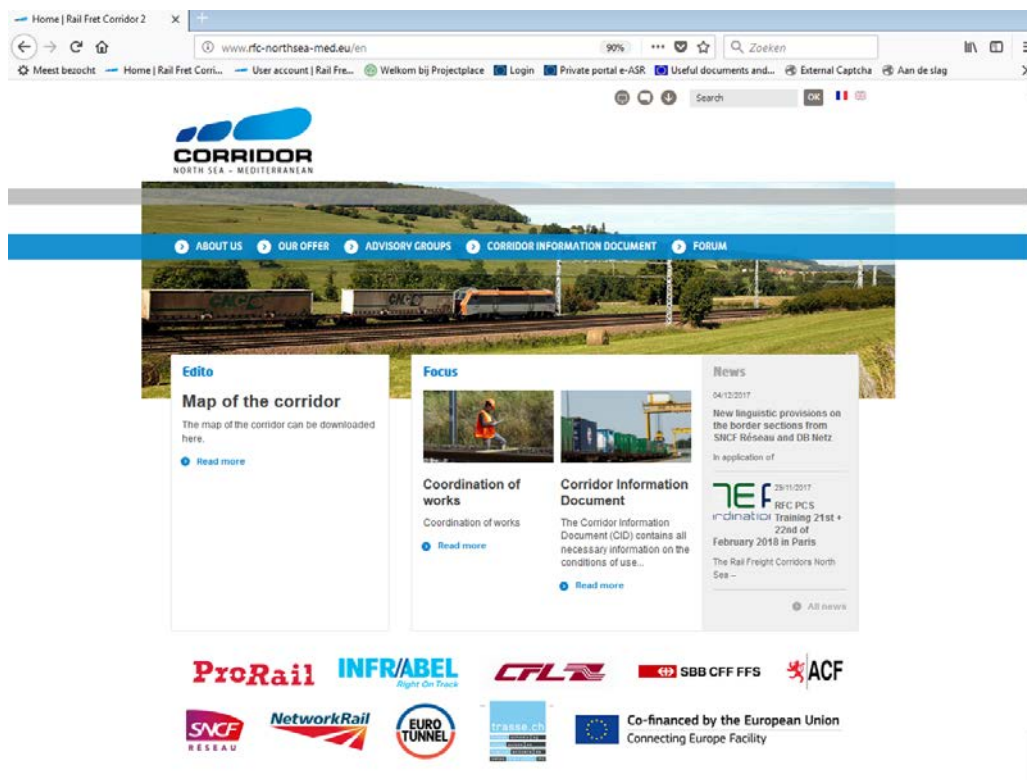 Home | Rail Fret Corridor 2
www.rfc-northsea-med.eu/en
90%
Zoeken
Meest bezocht Home | Rail Fret Corri... User account | Rail Fre... Welkom bij Projectplace Login Private portal e-ASR Useful documents and... External Captcha Aan de slag
Search OK
CORRIDOR
NORTH SEA – MEDITERRANEAN
ABOUT US OUR OFFER ADVISORY GROUPS CORRIDOR INFORMATION DOCUMENT FORUM
Edito
Map of the corridor
The map of the corridor can be downloaded
here.
Read more
Focus
Coordination of
works
Coordination of works
Read more
Corridor Information
Document
The Corridor Information
Document (CID) contains all
necessary information on the
conditions of use...
Read more
News
04/12/2017
New linguistic provisions on
the border sections from
SNCF Réseau and DB Netz
In application of
29/11/2017
RFC PCS
Training 21st +
22nd of
February 2018 in Paris
The Rail Freight Corridors North
Sea –
All news
ProRail
INFRABEL
Right On Track
CFL
SBB CFF FFS
ACF
SNCF
RÉSEAU
NetworkRail
EURO
TUNNEL
trasse.ch
Co-financed by the European Union
Connecting Europe Facility